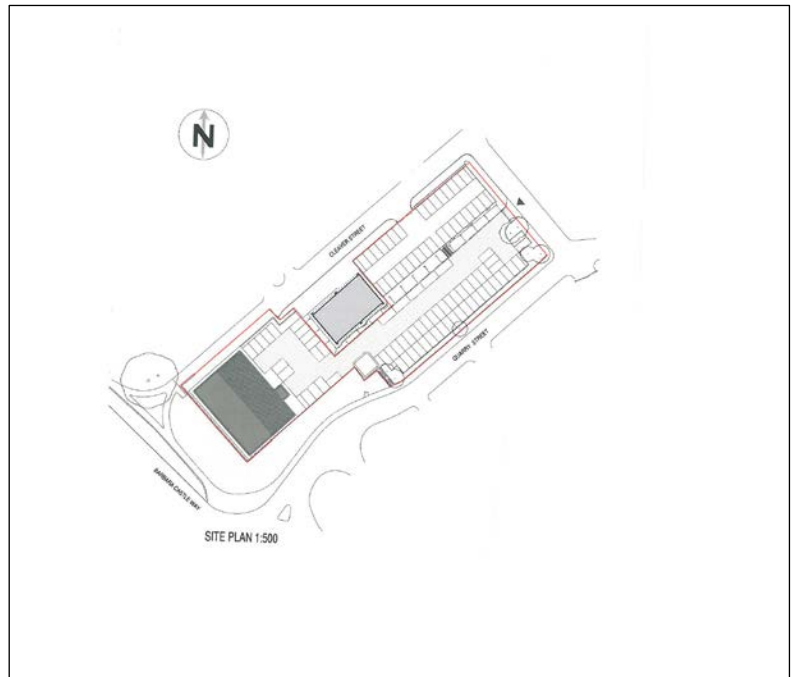 N
CLEAVER STREET
QUARRY STREET
BARBARA CASTLE WAY
SITE PLAN 1:500